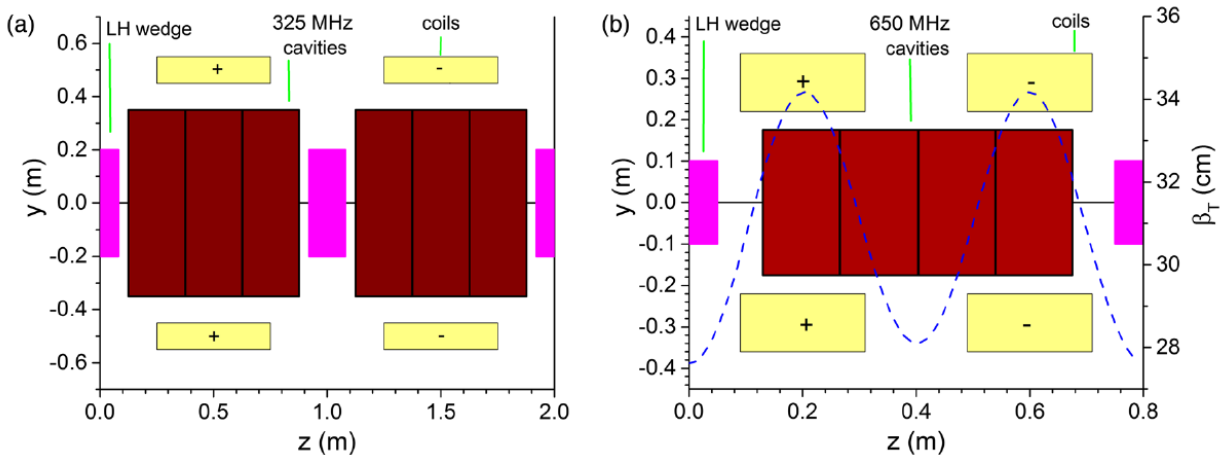 (a)
LH wedge
325 MHz
cavities
coils
0.6
0.4
0.2
0.0
-0.2
-0.4
-0.6
y (m)
+
-
+
-
0.0
0.5
1.0
1.5
2.0
z (m)
(b)
LH wedge
650 MHz
cavities
coils
0.4
0.3
0.2
0.1
0.0
-0.1
-0.2
-0.3
-0.4
y (m)
+
-
+
-
36
34
32
30
28
β_T (cm)
0.0
0.2
0.4
0.6
0.8
z (m)